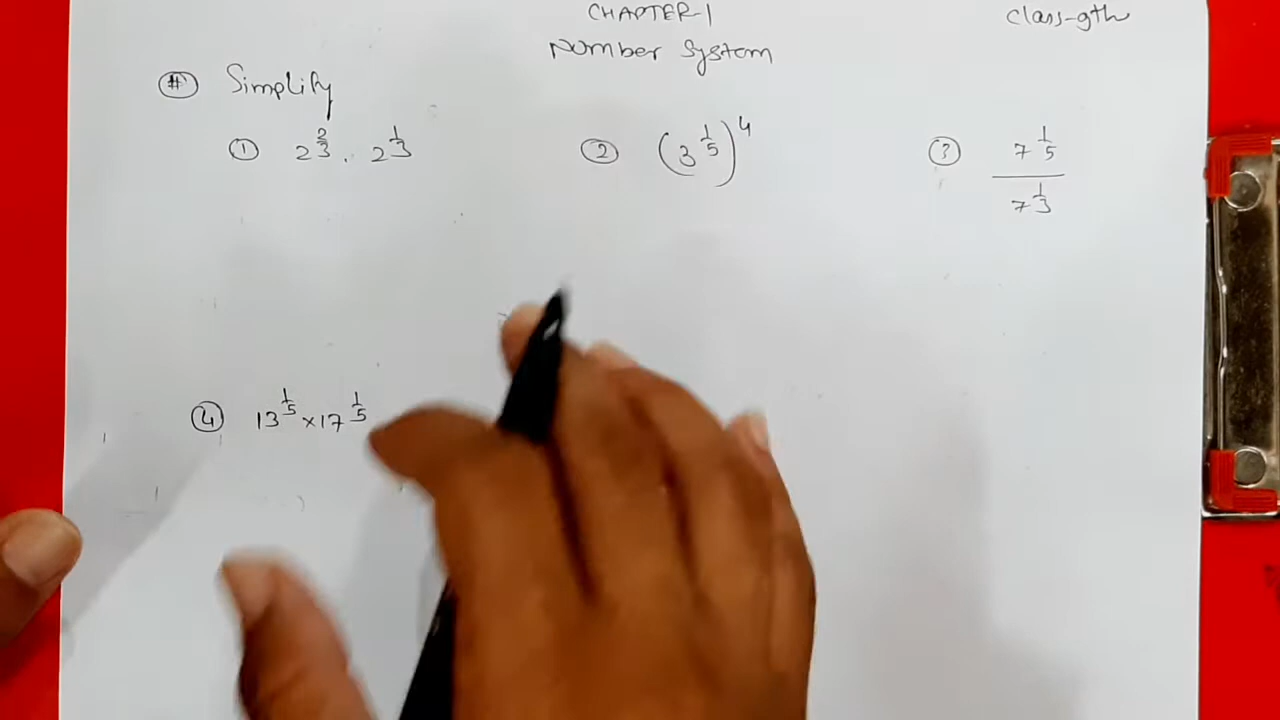 CHAPTER-1
Class-9th
Number System
# Simplify
① 2^{2/3} . 2^{1/3} ② (3^{1/5})^4 ③ 7^{1/5} / 7^{1/3}
④ 13^{1/5} × 17^{1/5}